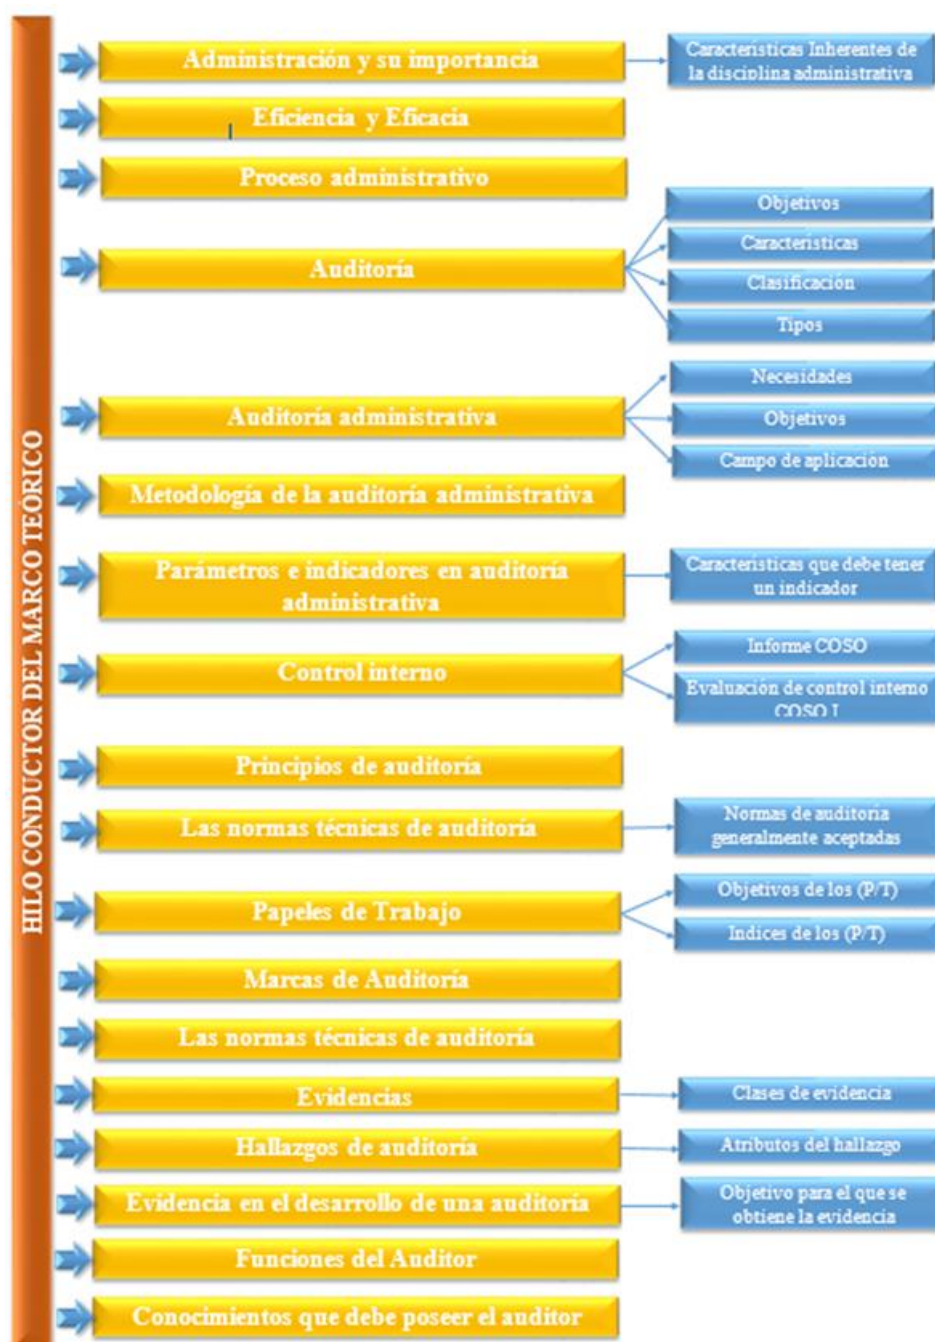 HILO CONDUCTOR DEL MARCO TEÓRICO
Administración y su importancia
Características Inherentes de
la disciplina administrativa
Eficiencia y Eficacia
Proceso administrativo
Auditoría
Objetivos
Características
Clasificación
Tipos
Auditoría administrativa
Necesidades
Objetivos
Campo de aplicación
Metodología de la auditoría administrativa
Parámetros e indicadores en auditoría
administrativa
Características que debe tener
un indicador
Control interno
Informe COSO
Evaluación de control interno
COSO I
Principios de auditoría
Las normas técnicas de auditoría
Normas de auditoría
generalmente aceptadas
Papeles de Trabajo
Objetivos de los (P/T)
Indices de los (P/T)
Marcas de Auditoría
Las normas técnicas de auditoría
Evidencias
Clases de evidencia
Hallazgos de auditoría
Atributos del hallazgo
Evidencia en el desarrollo de una auditoría
Objetivo para el que se
obtiene la evidencia
Funciones del Auditor
Conocimientos que debe poseer el auditor